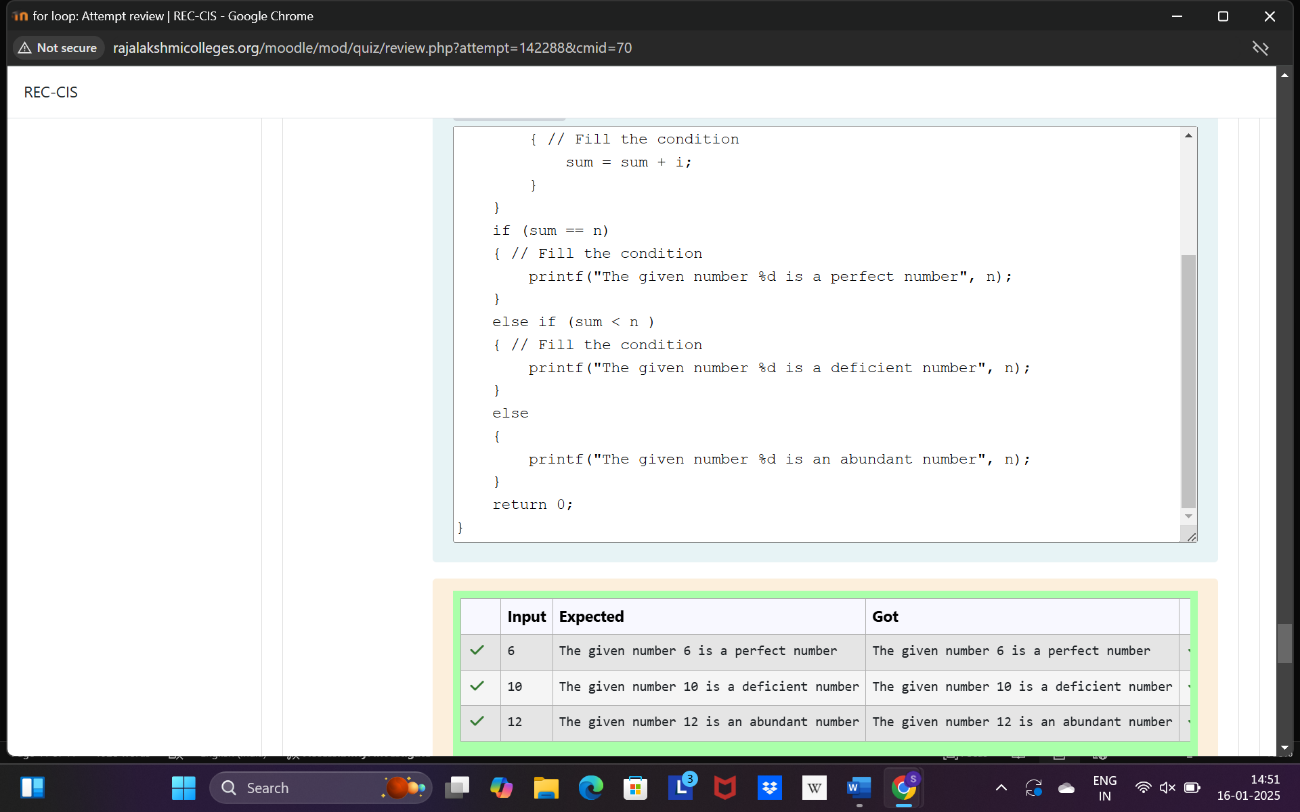 for loop: Attempt review | REC-CIS - Google Chrome
Not secure rajalakshmicolleges.org/moodle/mod/quiz/review.php?attempt=142288&cmid=70
REC-CIS
{ // Fill the condition
sum = sum + i;
}
}
if (sum == n)
{ // Fill the condition
printf("The given number %d is a perfect number", n);
}
else if (sum < n )
{ // Fill the condition
printf("The given number %d is a deficient number", n);
}
else
{
printf("The given number %d is an abundant number", n);
}
return 0;
}
Input Expected Got
6 The given number 6 is a perfect number The given number 6 is a perfect number
10 The given number 10 is a deficient number The given number 10 is a deficient number
12 The given number 12 is an abundant number The given number 12 is an abundant number
Search
L 3
W
W
S
ENG
IN
14:51
16-01-2025